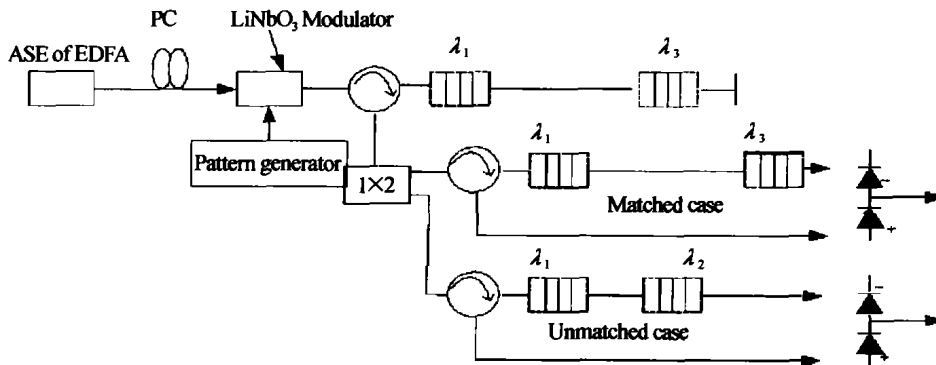 PC
LiNbO₃ Modulator
ASE of EDFA
λ₁
λ₃
Pattern generator
1×2
λ₁
λ₃
Matched case
-
+
λ₁
λ₂
Unmatched case
-
+